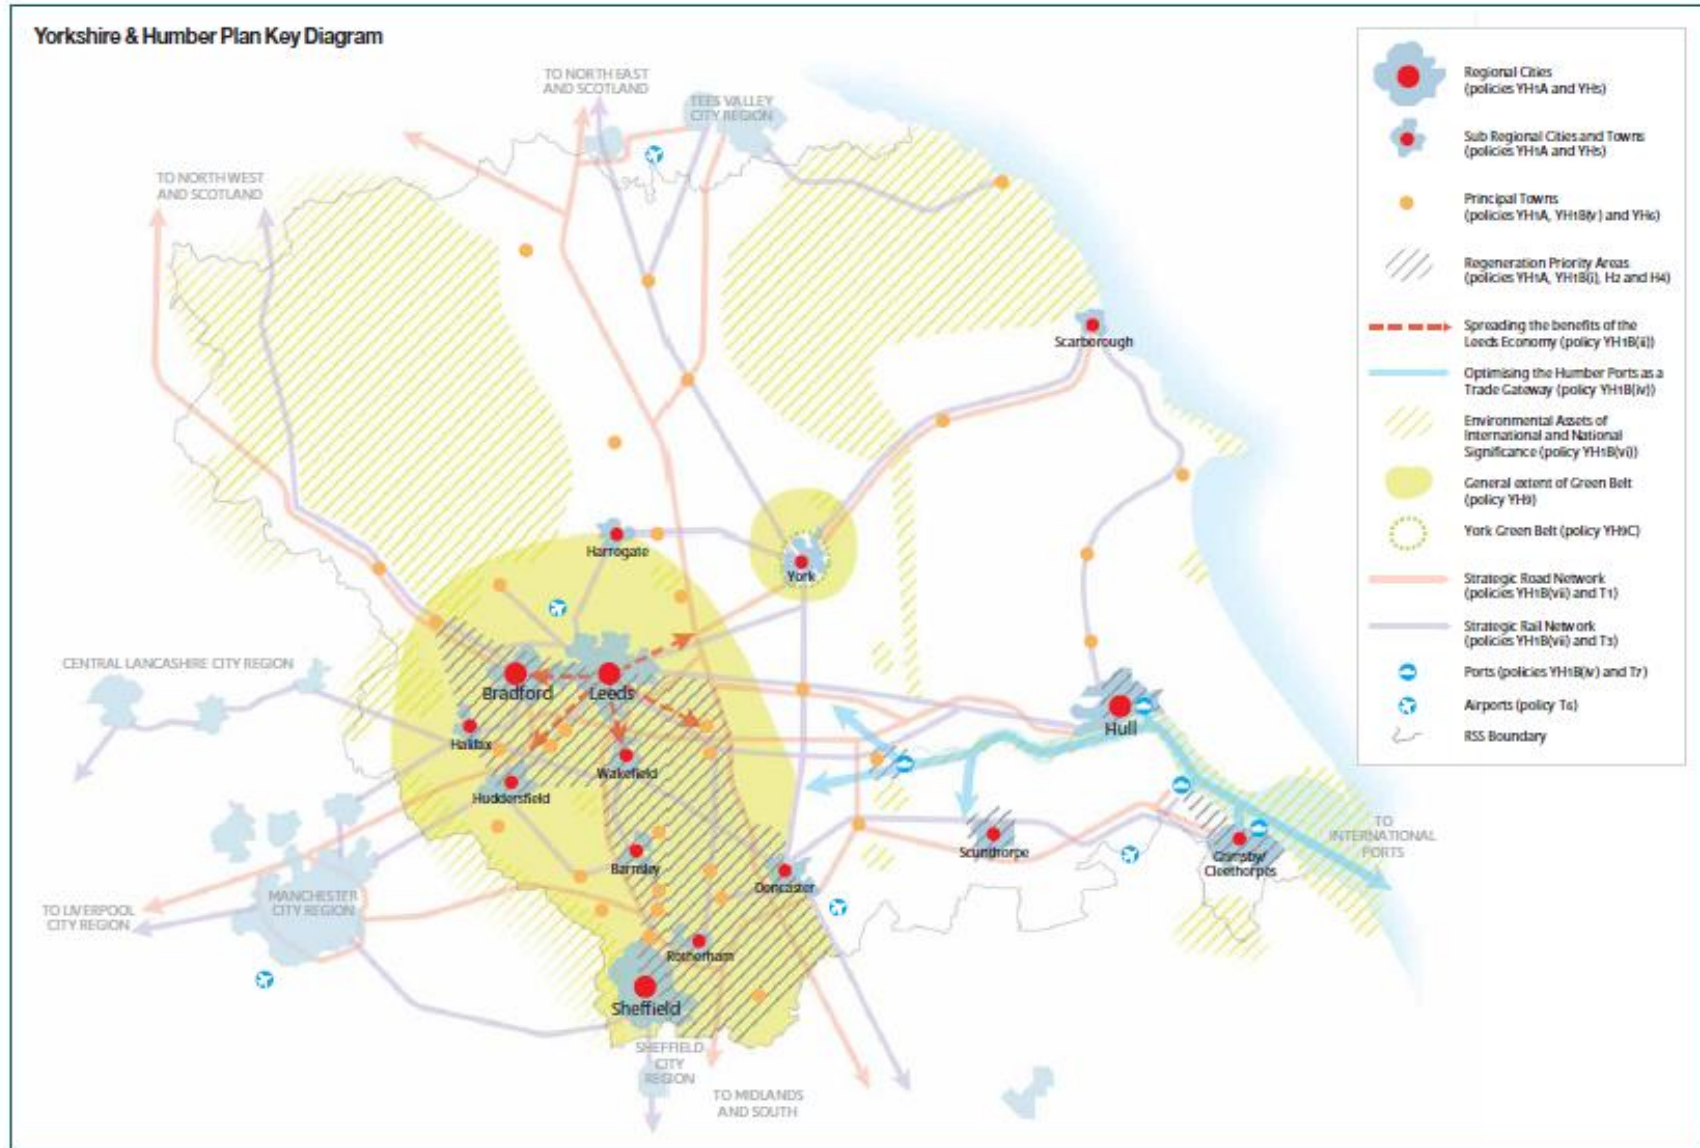 Yorkshire & Humber Plan Key Diagram
TO NORTH EAST
AND SCOTLAND
TEES VALLEY
CITY REGION
TO NORTH WEST
AND SCOTLAND
Scarborough
Harrogate
York
CENTRAL LANCASHIRE CITY REGION
Bradford
Leeds
Halifax
Hull
Wakefield
Huddersfield
Barnsley
Doncaster
Scunthorpe
Grimsby/
Cleethorpes
TO
INTERNATIONAL
PORTS
MANCHESTER
CITY REGION
TO LIVERPOOL
CITY REGION
Rotherham
Sheffield
SHEFFIELD
CITY
REGION
TO MIDLANDS
AND SOUTH
Regional Cities
(policies YH1A and YH5)
Sub Regional Cities and Towns
(policies YH1A and YH5)
Principal Towns
(policies YH1A, YH1B(v) and YH6)
Regeneration Priority Areas
(policies YH1A, YH1B(i), H2 and H4)
Spreading the benefits of the
Leeds Economy (policy YH1B(ii))
Optimising the Humber Ports as a
Trade Gateway (policy YH1B(iv))
Environmental Assets of
International and National
Significance (policy YH1B(vi))
General extent of Green Belt
(policy YH9)
York Green Belt (policy YH9C)
Strategic Road Network
(policies YH1B(vii) and T1)
Strategic Rail Network
(policies YH1B(vii) and T3)
Ports (policies YH1B(iv) and T7)
Airports (policy T6)
RSS Boundary